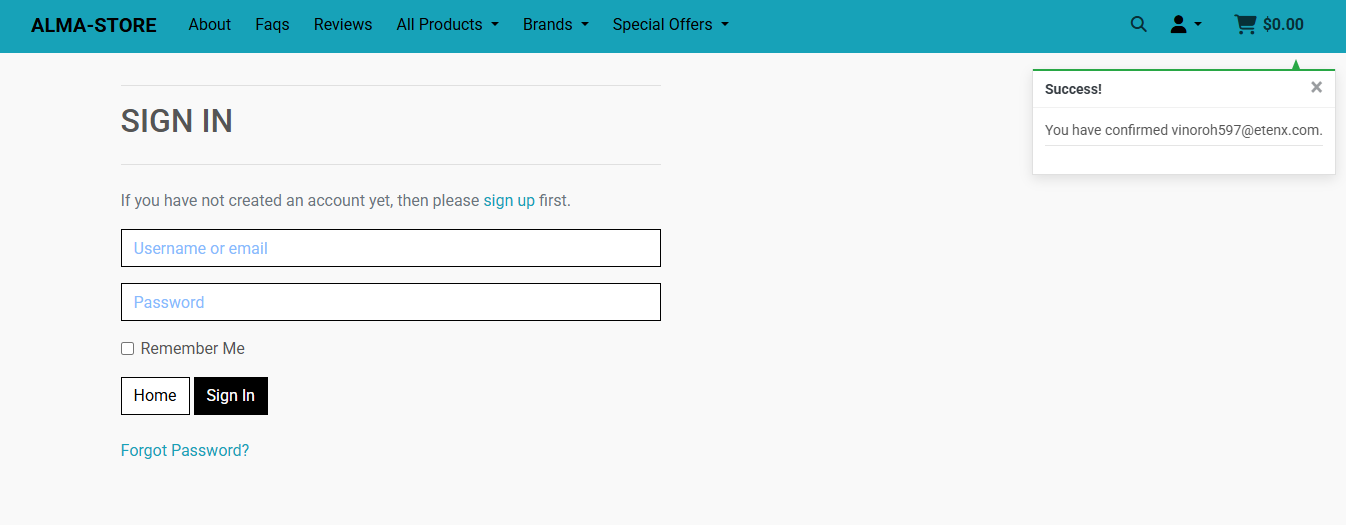 ALMA-STORE About Faqs Reviews All Products Brands Special Offers $0.00
Success! ×
You have confirmed vinoroh597@etenx.com.
SIGN IN
If you have not created an account yet, then please sign up first.
Username or email
Password
Remember Me
Home Sign In
Forgot Password?